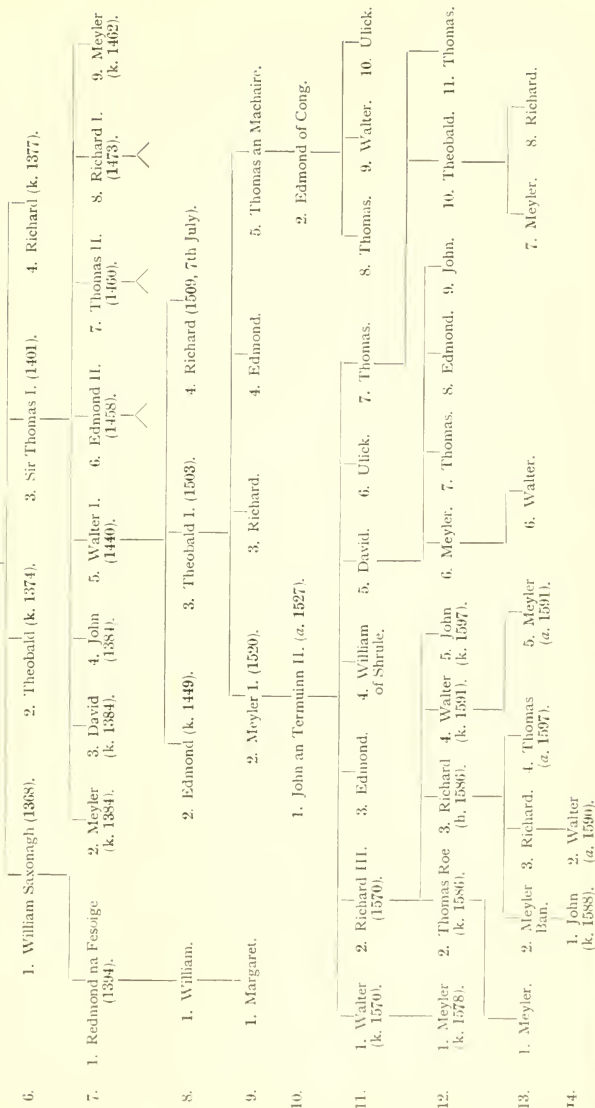 6.
1. William Saxonagh (1368).
2. Theobald (k. 1374).
3. Sir Thomas I. (1401).
4. Richard (k. 1377).
7.
1. Redmond na Fesoige (1394).
2. Meyler (k. 1384).
3. David (k. 1384).
4. John (1384).
5. Walter I. (1440).
6. Edmond II. (1458).
7. Thomas II. (1460).
8. Richard I. (1473).
9. Meyler (k. 1462).
8.
1. William.
2. Edmond (k. 1449).
3. Theobald I. (1503).
4. Richard (1509, 7th July).
9.
1. Margaret.
2. Meyler I. (1520).
3. Richard.
4. Edmond.
5. Thomas an Machaire.
10.
1. John an Termuinn II. (a. 1527).
2. Edmond of Cong.
11.
1. Walter (k. 1570).
2. Richard III. (1570).
3. Edmond.
4. William of Shrule.
5. David.
6. Ulick.
7. Thomas.
8. Thomas.
9. Walter.
10. Ulick.
12.
1. Meyler (k. 1578).
2. Thomas Roe (k. 1586).
3. Richard (h. 1586).
4. Walter (k. 1591).
5. John (k. 1597).
6. Meyler.
7. Thomas.
8. Edmond.
9. John.
10. Theobald.
11. Thomas.
13.
1. Meyler.
2. Meyler Ban.
3. Richard.
4. Thomas (a. 1597).
5. Meyler (a. 1591).
6. Walter.
7. Meyler.
8. Richard.
14.
1. John (k. 1588).
2. Walter (a. 1590).